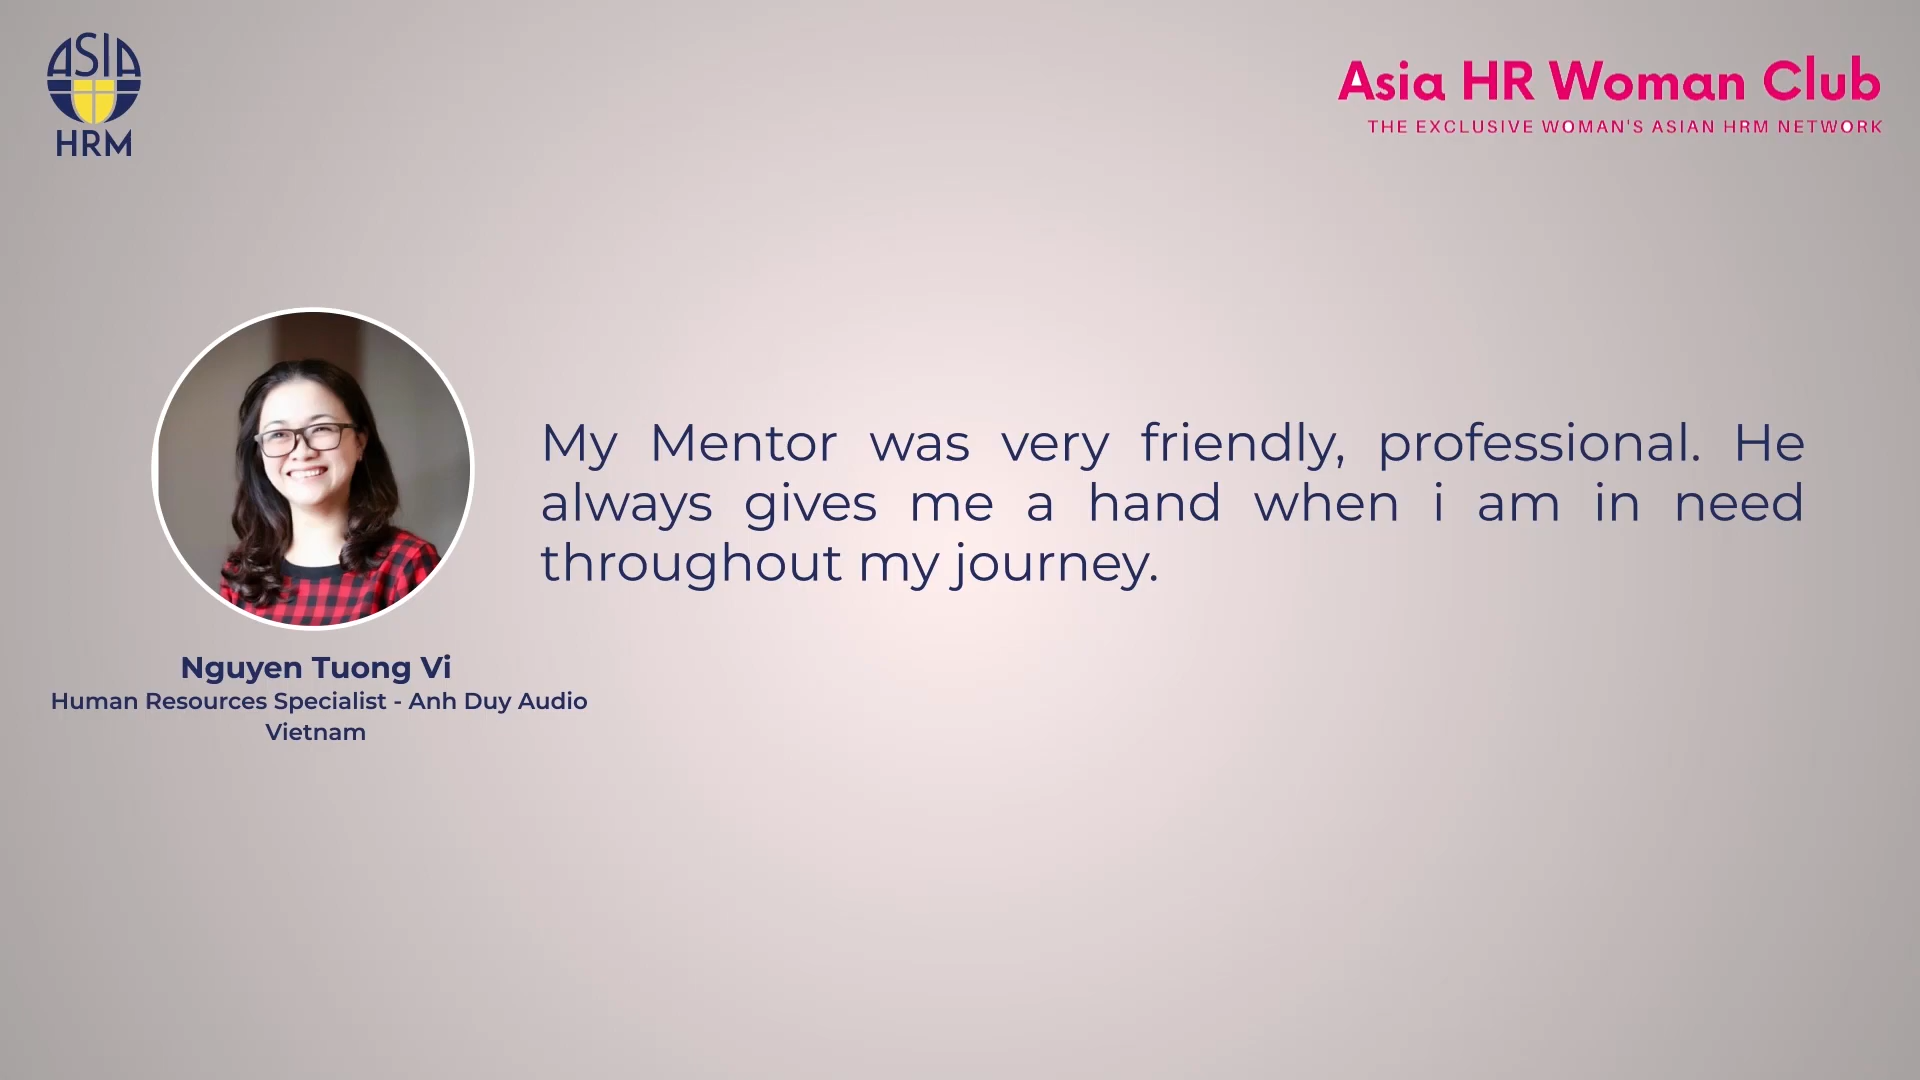 ASIA
HRM
Asia HR Woman Club
THE EXCLUSIVE WOMAN'S ASIAN HRM NETWORK
My Mentor was very friendly, professional. He
always gives me a hand when i am in need
throughout my journey.
Nguyen Tuong Vi
Human Resources Specialist - Anh Duy Audio
Vietnam